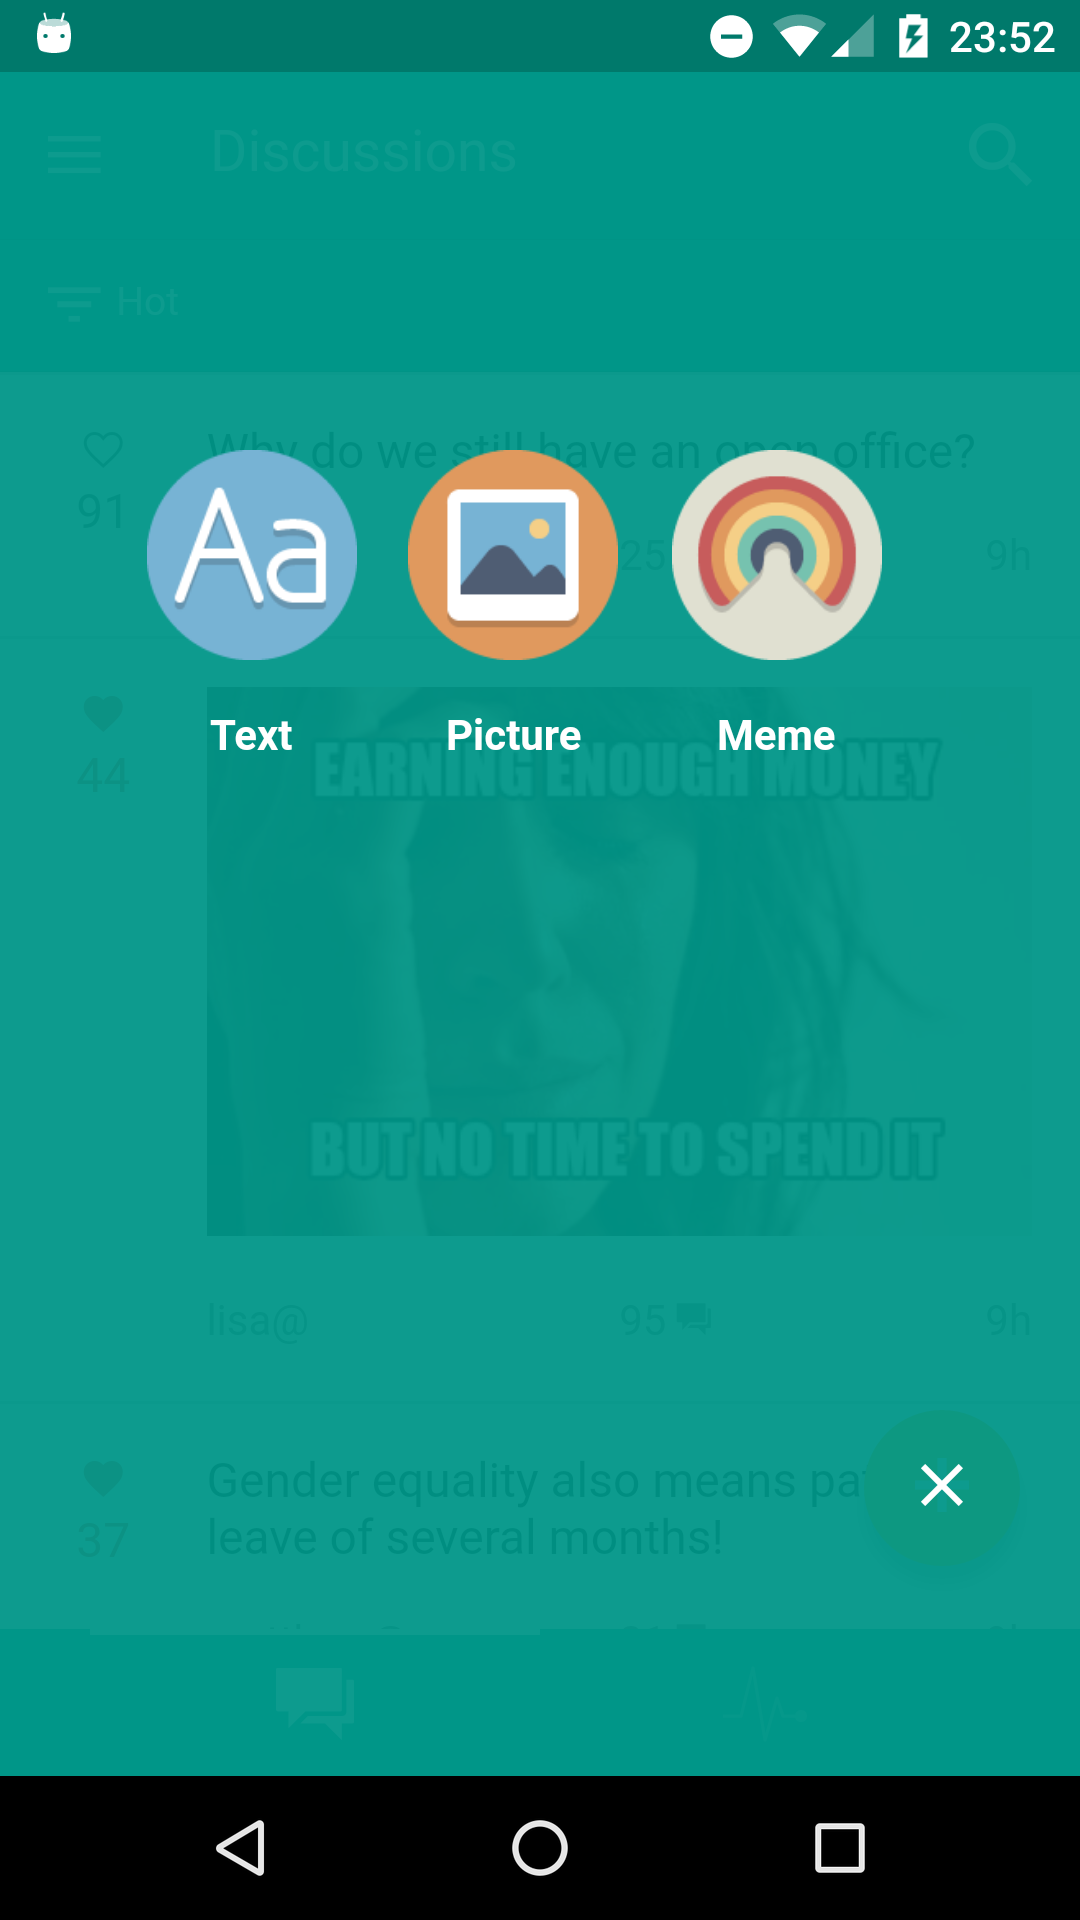 23:52
Discussions
Hot
Why do we still have an open office?
91
25
9h
Aa
Text
Picture
Meme
44
EARNING ENOUGH MONEY
BUT NO TIME TO SPEND IT
lisa@
95
9h
Gender equality also means
37
leave of several months!